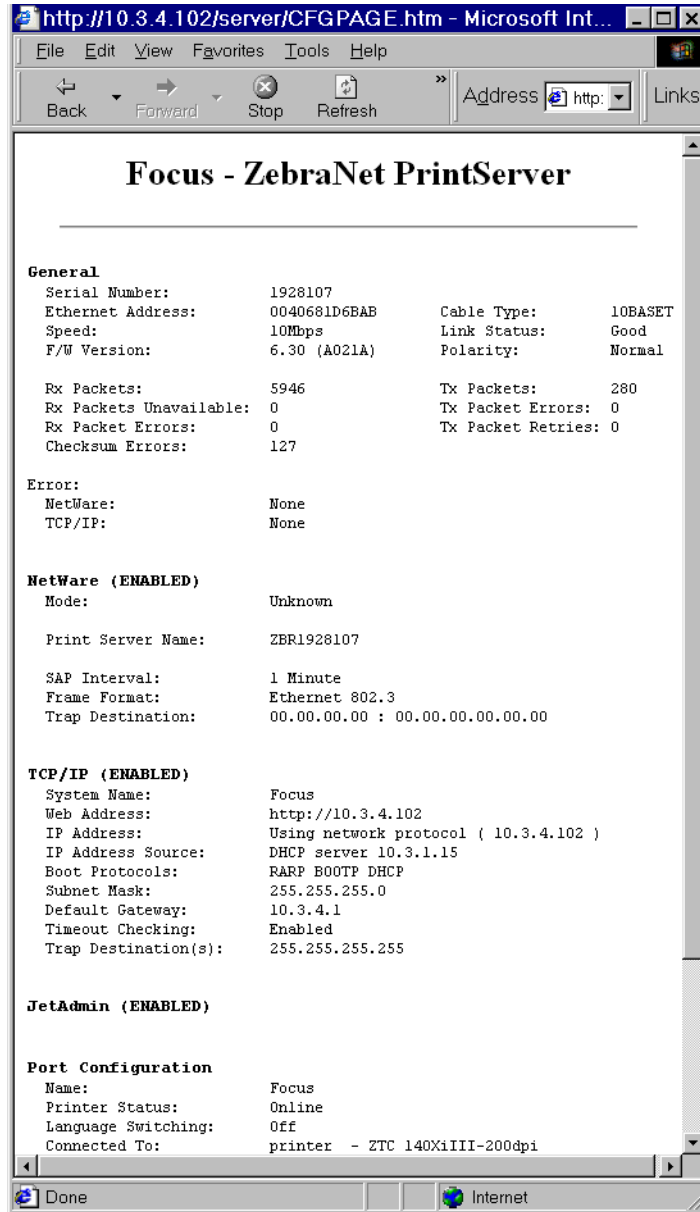 http://10.3.4.102/server/CFGPAGE.htm - Microsoft Int...
File Edit View Favorites Tools Help
Back Forward Stop Refresh » Address http: Links
Focus - ZebraNet PrintServer
General
Serial Number: 1928107
Ethernet Address: 0040681D6BAB Cable Type: 10BASET
Speed: 10Mbps Link Status: Good
F/W Version: 6.30 (A021A) Polarity: Normal
Rx Packets: 5946 Tx Packets: 280
Rx Packets Unavailable: 0 Tx Packet Errors: 0
Rx Packet Errors: 0 Tx Packet Retries: 0
Checksum Errors: 127
Error:
NetWare: None
TCP/IP: None
NetWare (ENABLED)
Mode: Unknown
Print Server Name: ZBR1928107
SAP Interval: 1 Minute
Frame Format: Ethernet 802.3
Trap Destination: 00.00.00.00 : 00.00.00.00.00.00
TCP/IP (ENABLED)
System Name: Focus
Web Address: http://10.3.4.102
IP Address: Using network protocol ( 10.3.4.102 )
IP Address Source: DHCP server 10.3.1.15
Boot Protocols: RARP BOOTP DHCP
Subnet Mask: 255.255.255.0
Default Gateway: 10.3.4.1
Timeout Checking: Enabled
Trap Destination(s): 255.255.255.255
JetAdmin (ENABLED)
Port Configuration
Name: Focus
Printer Status: Online
Language Switching: Off
Connected To: printer - ZTC 140XiIII-200dpi
Done Internet